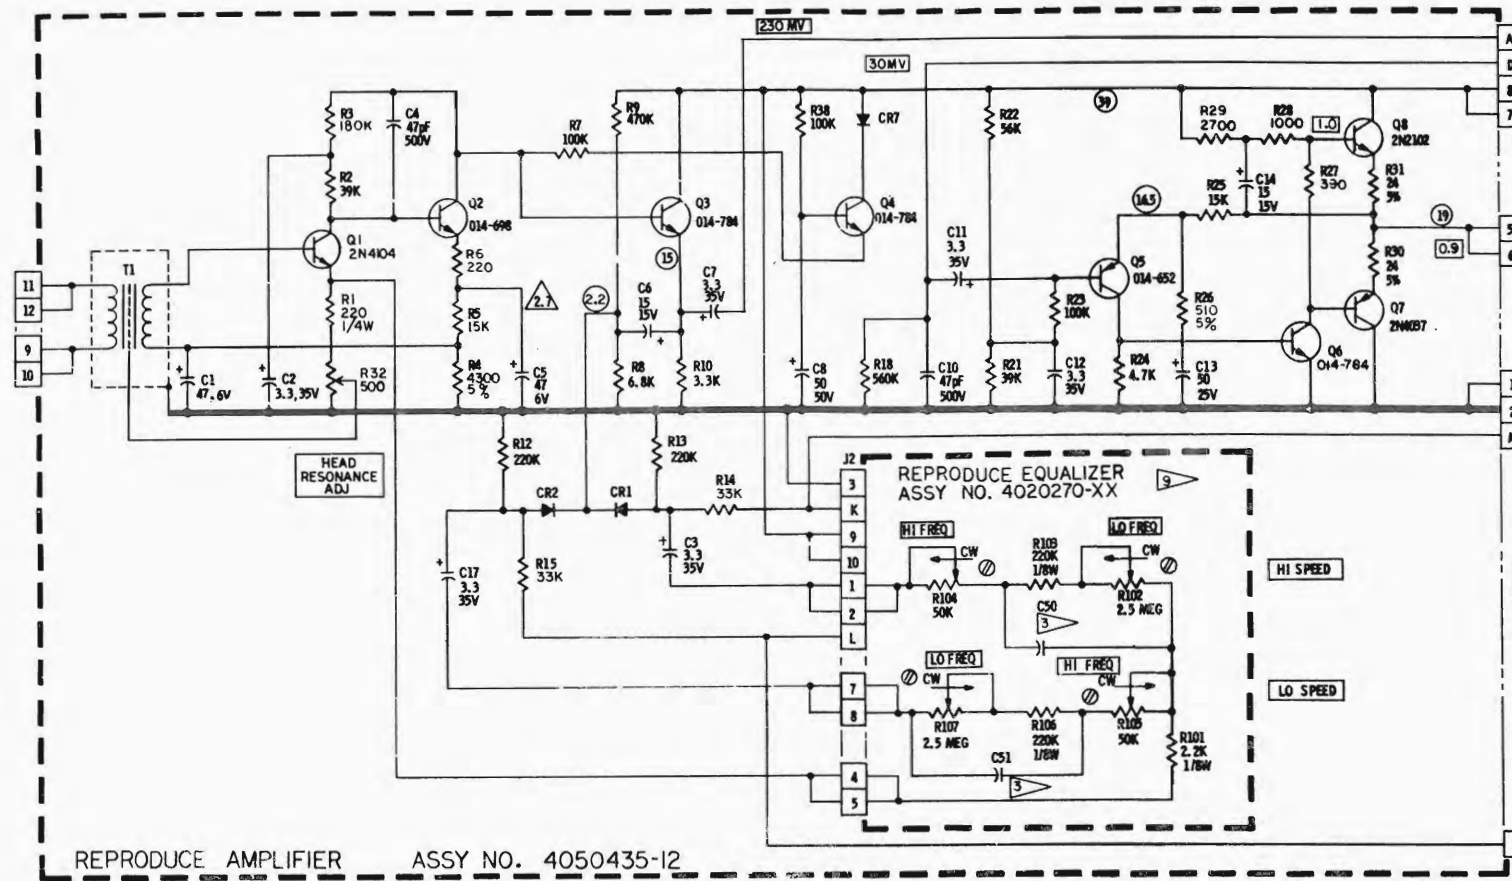 230 MV
30MV
R3
180K
C4
47pF
500V
R9
470K
R38
100K
CR7
R22
56K
39
R29
2700
R28
1000
1.0
Q8
2N2102
R7
100K
R2
39K
Q2
014-698
Q3
014-784
Q4
014-784
R25
15K
C14
15
15V
R27
390
R31
24
5%
16.5
19
0.9
Q1
2N4104
R6
220
15
C11
3.3
35V
Q5
014-652
R30
24
5%
T1
11
12
9
10
R1
220
1/4W
2.7
2.2
C6
15
15V
C7
3.3
35V
R23
100K
R26
510
5%
Q7
2N4037
R5
15K
Q6
014-784
C1
47,6V
C2
3.3,35V
R32
500
R4
4300
5%
C5
47
6V
R8
6.8K
R10
3.3K
C8
50
50V
R18
560K
C10
47pF
500V
R21
39K
C12
3.3
35V
R24
4.7K
C13
50
25V
A
8
7
5
1
HEAD
RESONANCE
ADJ
R12
220K
R13
220K
R14
33K
CR2
CR1
C17
3.3
35V
R15
33K
C3
3.3
35V
J2
3
K
9
10
1
2
L
7
8
4
5
REPRODUCE EQUALIZER
ASSY NO. 4020270-XX
9
HI FREQ
LO FREQ
CW
R103
220K
1/8W
CW
R104
50K
R102
2.5 MEG
C50
3
HI SPEED
LO FREQ
HI FREQ
CW
CW
R107
2.5 MEG
R106
220K
1/8W
R105
50K
R101
2.2K
1/8W
C51
3
LO SPEED
REPRODUCE AMPLIFIER ASSY NO. 4050435-12